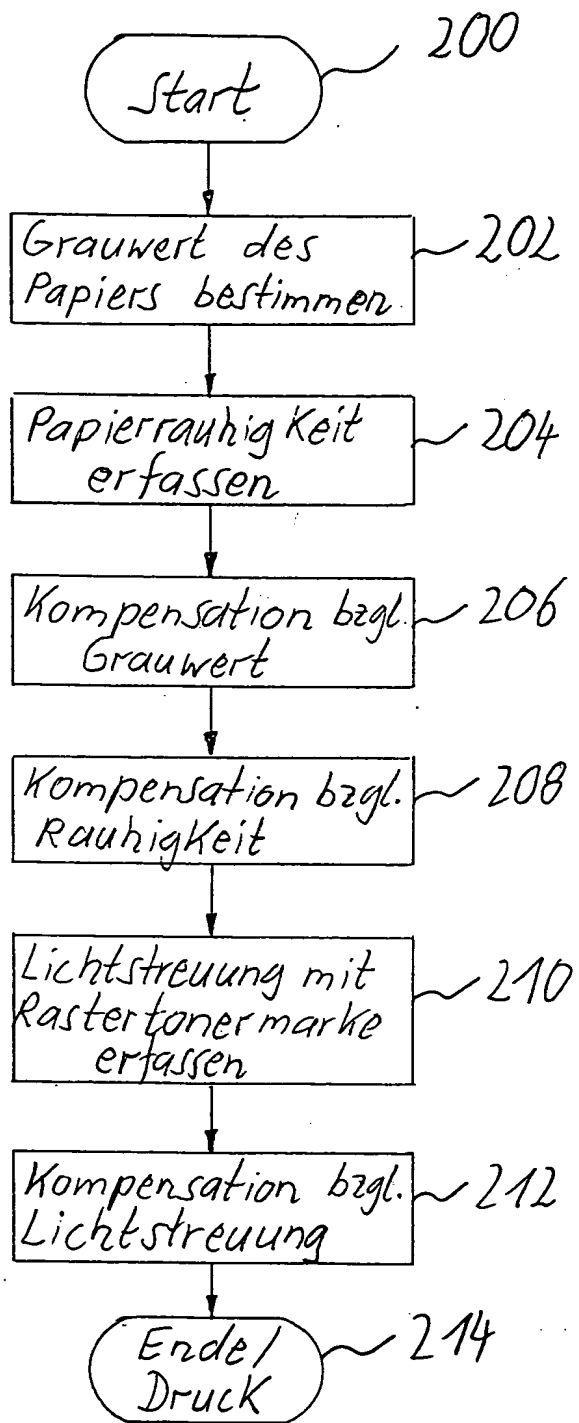 200
Start
Grauwert des
Papiers bestimmen
202
Papierrauhigkeit
erfassen
204
Kompensation bzgl.
Grauwert
206
Kompensation bzgl.
Rauhigkeit
208
Lichtstreuung mit
Rastertonermarke
erfassen
210
Kompensation bzgl.
Lichtstreuung
212
Ende/
Druck
214